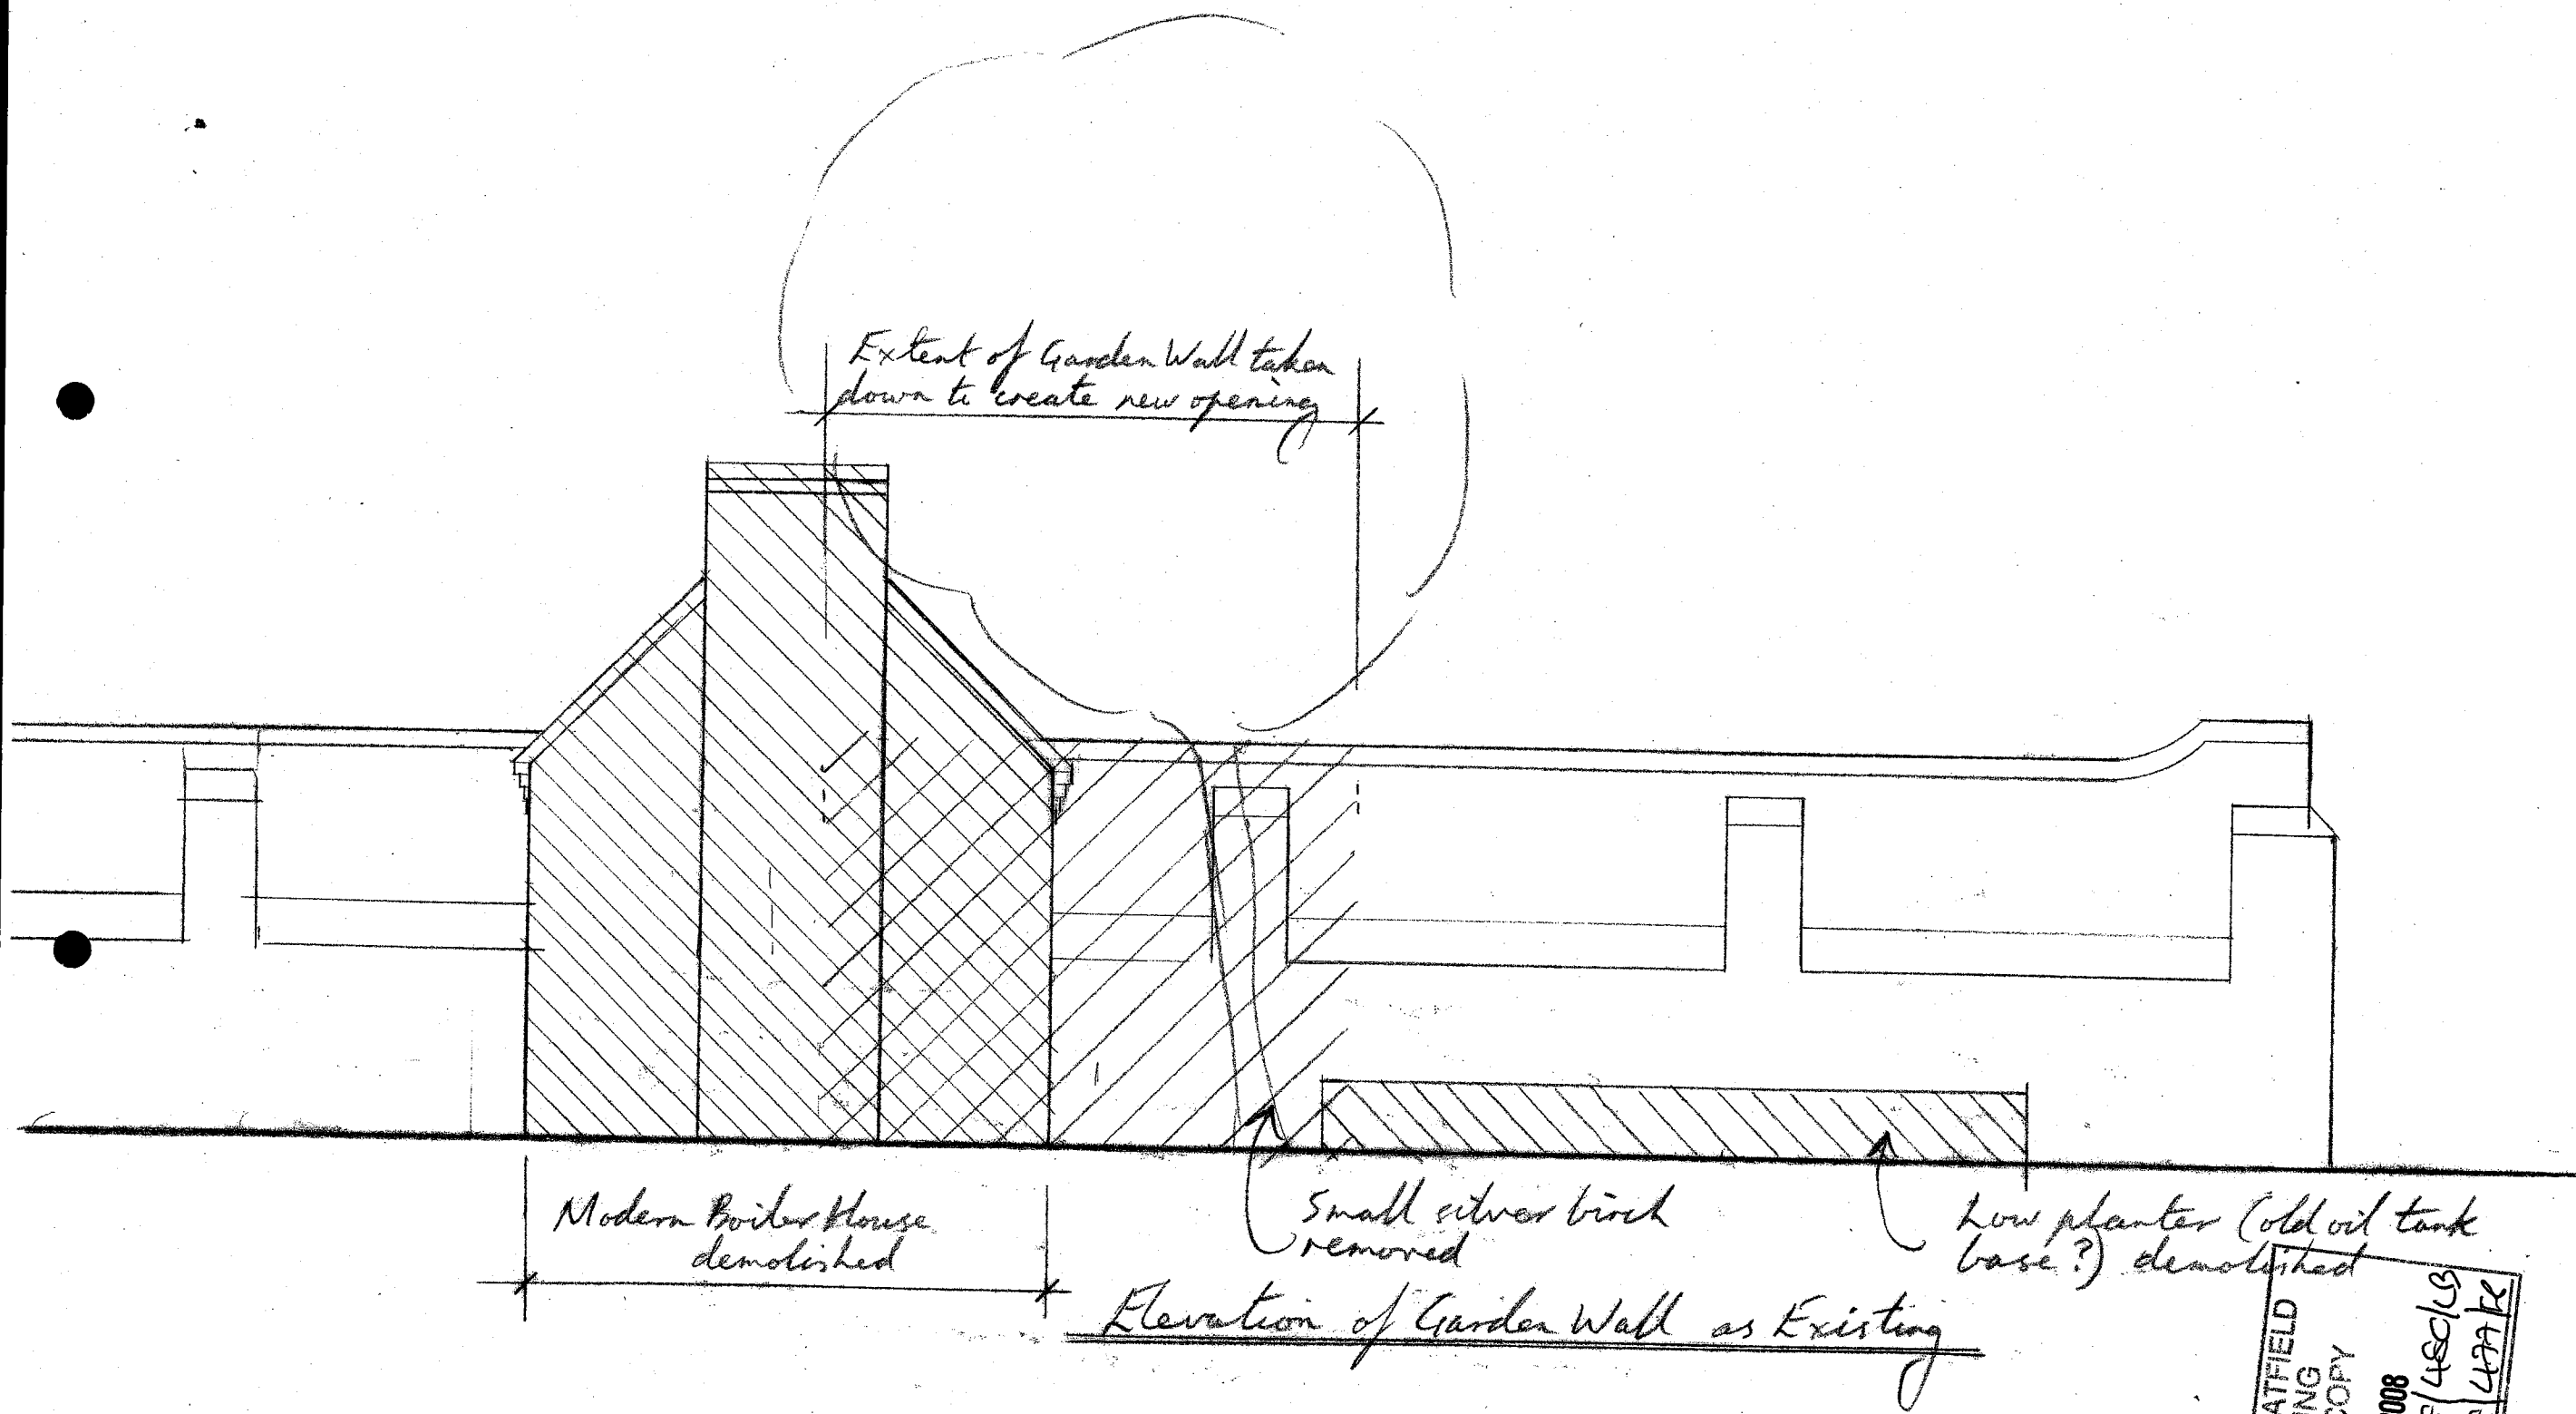 Extent of Garden Wall taken
down to create new opening
Modern Boiler House
demolished
Small silver birch
removed
Low planter (old oil tank
base?) demolished
Elevation of Garden Wall as Existing
ATFIELD
NG
COPY
008